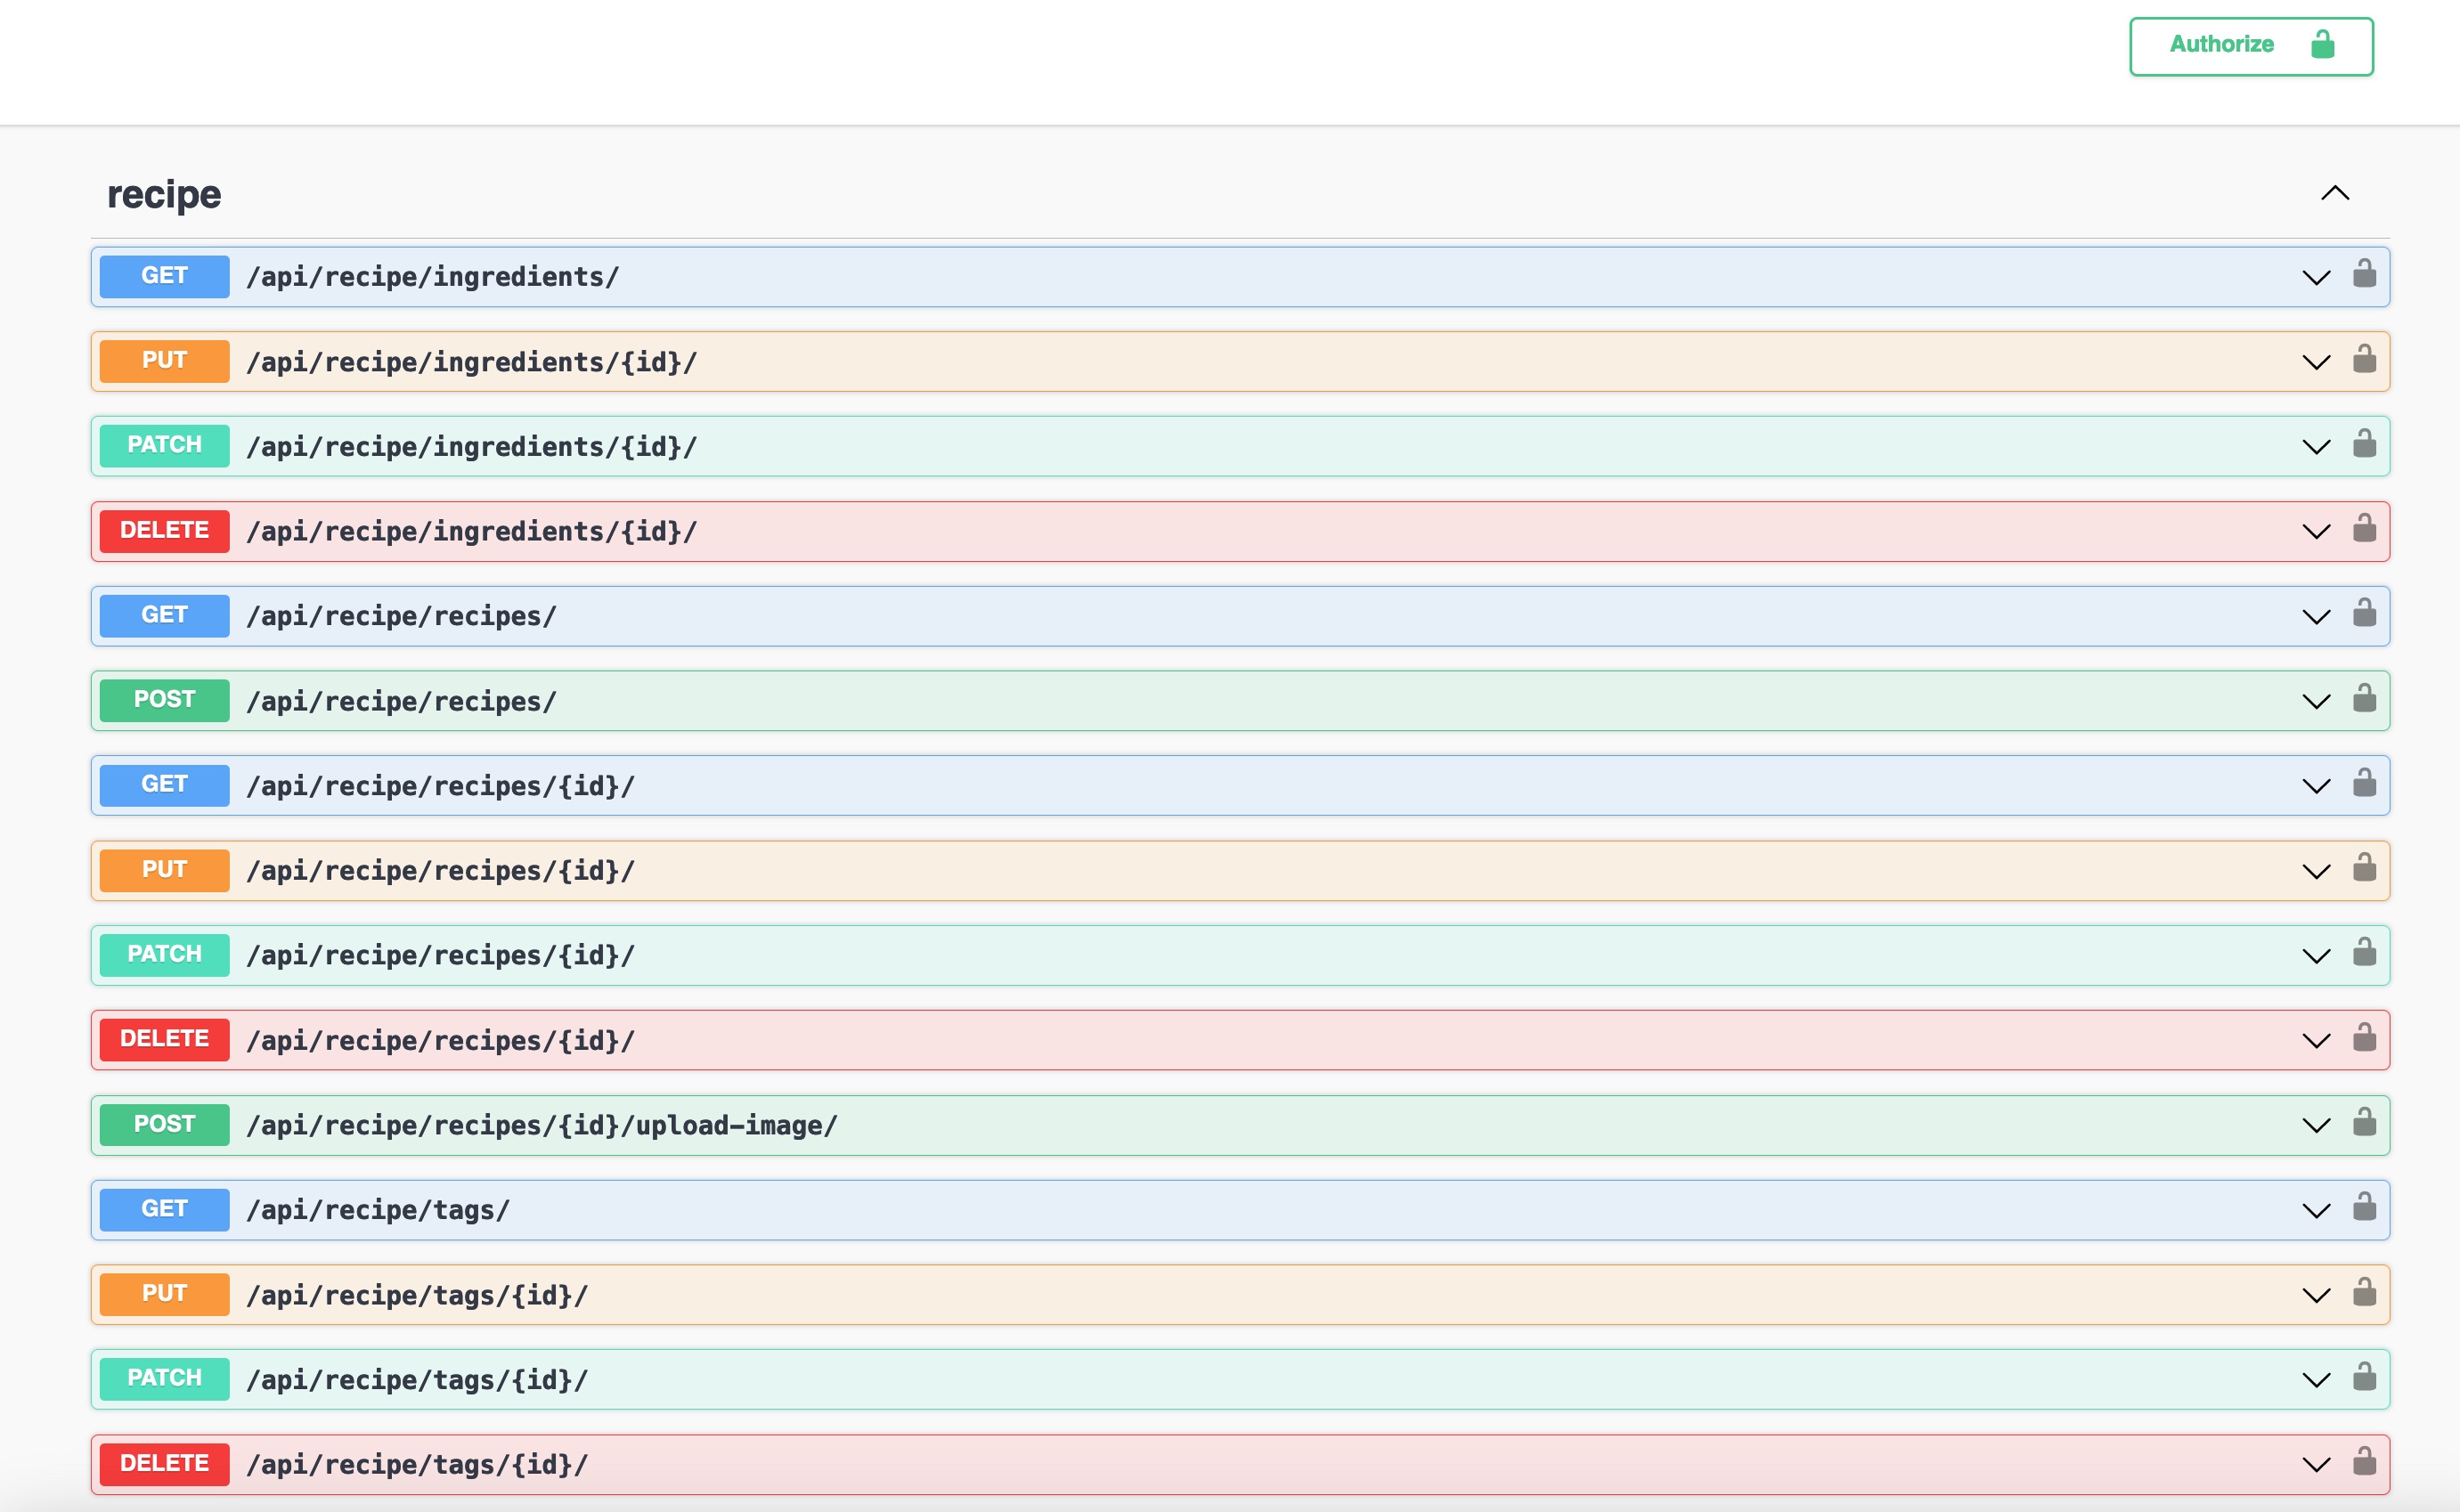 Authorize
recipe
GET /api/recipe/ingredients/
PUT /api/recipe/ingredients/{id}/
PATCH /api/recipe/ingredients/{id}/
DELETE /api/recipe/ingredients/{id}/
GET /api/recipe/recipes/
POST /api/recipe/recipes/
GET /api/recipe/recipes/{id}/
PUT /api/recipe/recipes/{id}/
PATCH /api/recipe/recipes/{id}/
DELETE /api/recipe/recipes/{id}/
POST /api/recipe/recipes/{id}/upload-image/
GET /api/recipe/tags/
PUT /api/recipe/tags/{id}/
PATCH /api/recipe/tags/{id}/
DELETE /api/recipe/tags/{id}/